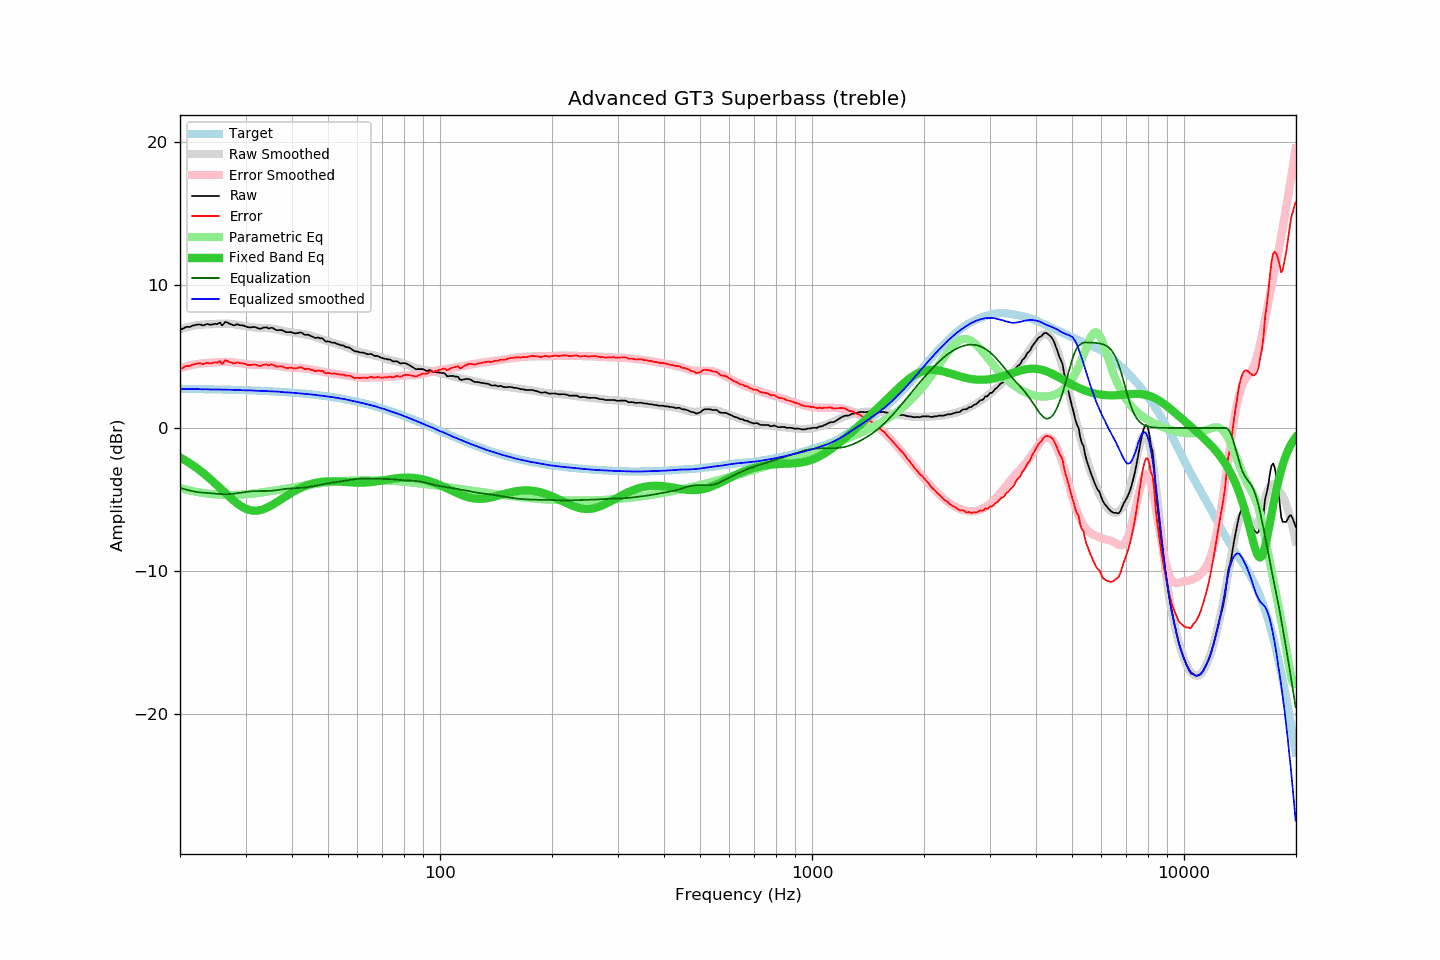 Advanced GT3 Superbass (treble)
Target
Raw Smoothed
Error Smoothed
Raw
Error
Parametric Eq
Fixed Band Eq
Equalization
Equalized smoothed
20
10
0
−10
−20
Amplitude (dBr)
100
1000
10000
Frequency (Hz)